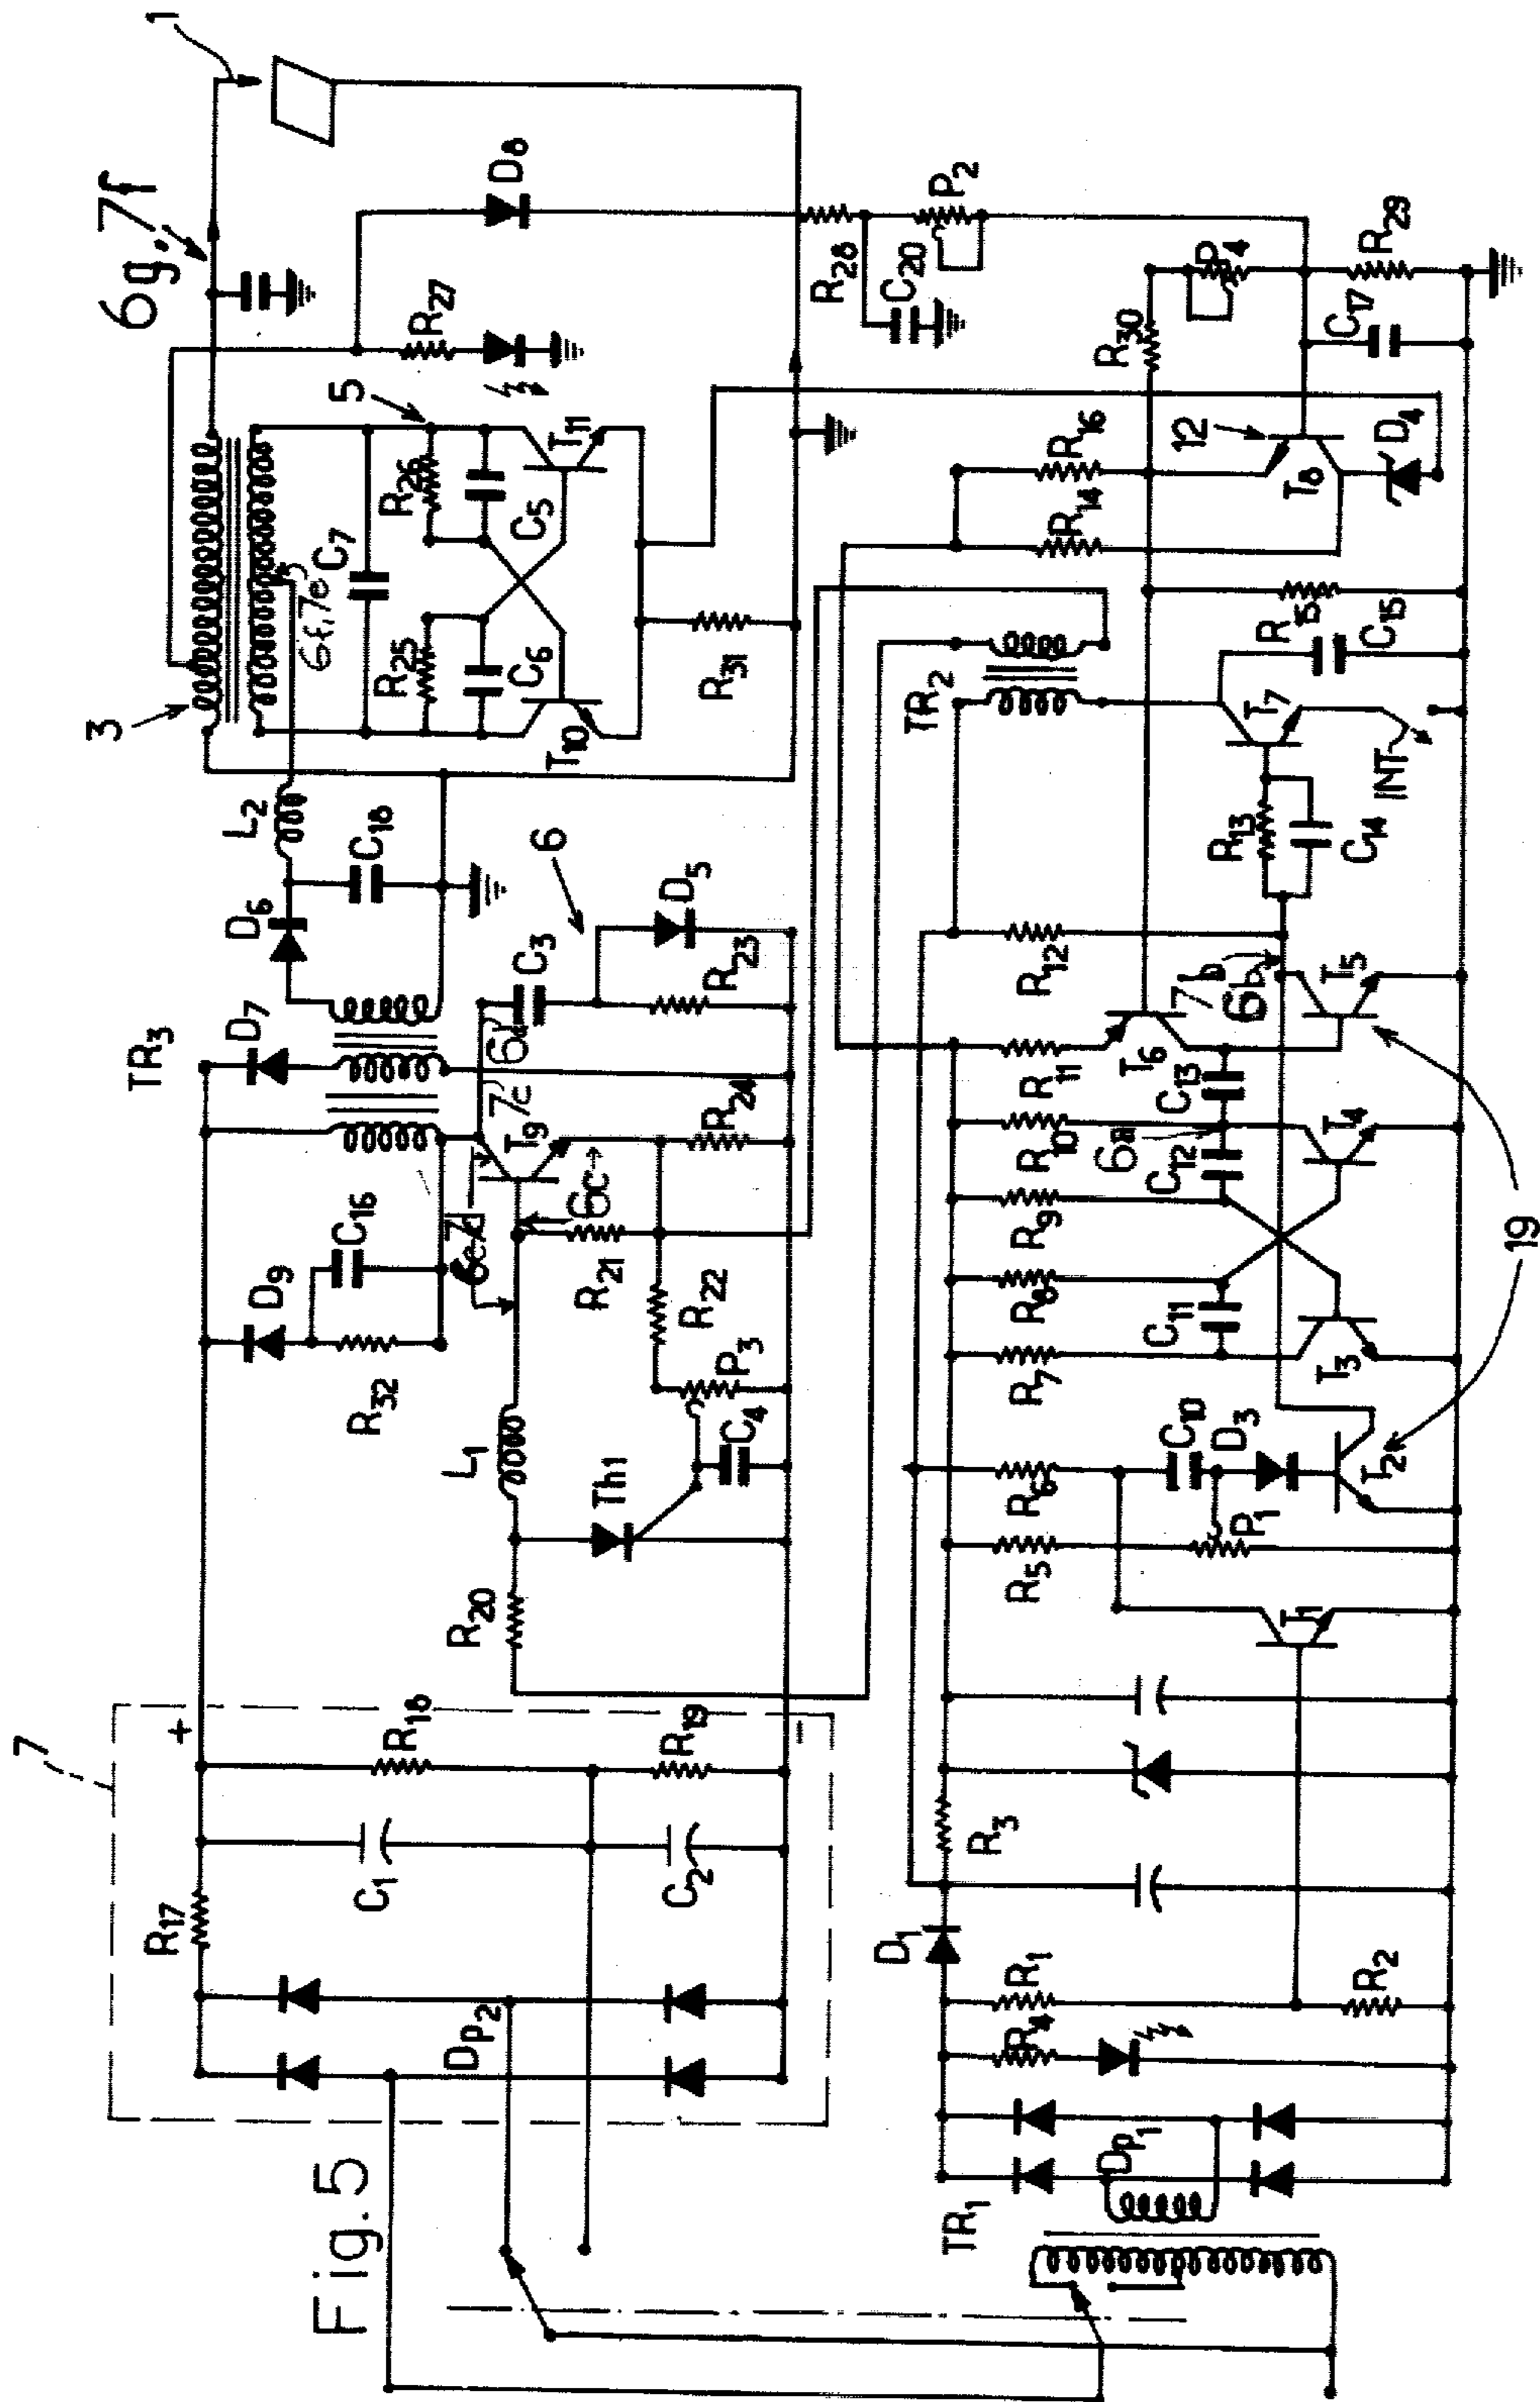 Fig. 5
7
R17
+
R18
C1
Dp2
C2
R19
−
D9
C16
R32
TR3
D7
D6
L2
C18
3
6g, 7f
1
6f, 7e
C7
5
R27
D8
R25
R26
C6
C5
T10
T11
R31
R28
C20
P2
R20
L1
Th1
C4
P3
R22
R21
6e
7d
6c
T9
7c
6d
R24
C3
R23
D5
6
TR1
Dp1
R4
R1
D1
R2
R3
T1
R5
R6
P1
C10
D3
T2
R7
C11
R8
R9
T3
R10
6a
C12
T4
R11
C13
T6
T5
R12
7b
6b
19
R13
C14
TR2
T7
INT
R15
C15
R14
R16
12
T8
D4
R30
P4
C17
R29